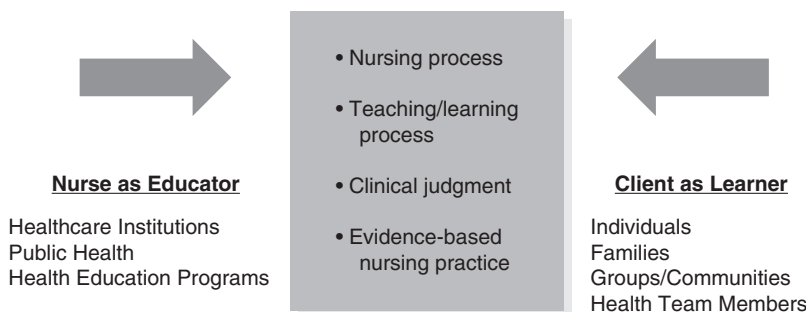 • Nursing process
• Teaching/learning
process
• Clinical judgment
• Evidence-based
nursing practice
Nurse as Educator
Healthcare Institutions
Public Health
Health Education Programs
Client as Learner
Individuals
Families
Groups/Communities
Health Team Members